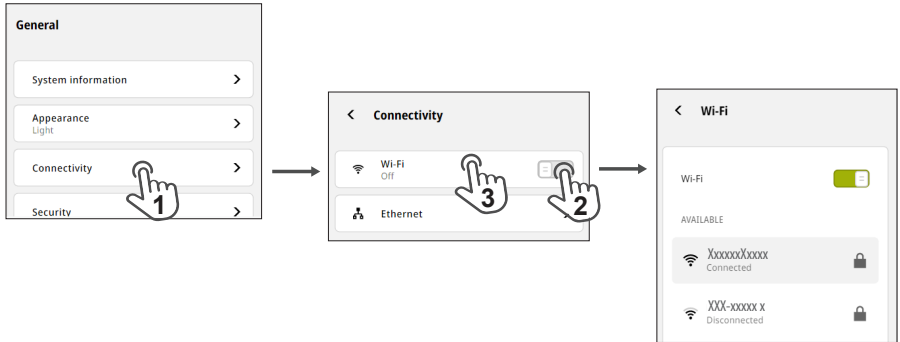 General
System information
Appearance
Light
Connectivity
1
Security
Connectivity
Wi-Fi
Off
3
2
Ethernet
Wi-Fi
Wi-Fi
AVAILABLE
XxxxxxXxxxx
Connected
XXX-xxxxx x
Disconnected